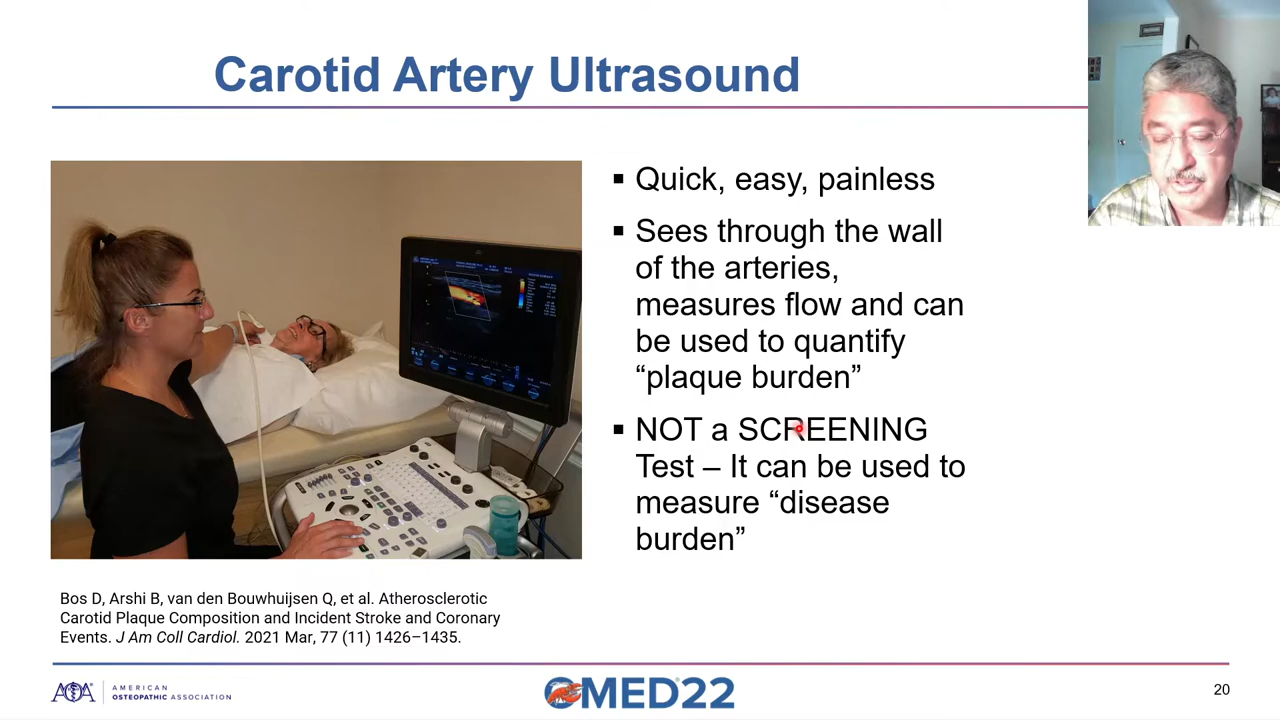 Carotid Artery Ultrasound
▪ Quick, easy, painless
▪ Sees through the wall
of the arteries,
measures flow and can
be used to quantify
“plaque burden”
▪ NOT a SCREENING
Test – It can be used to
measure “disease
burden”
Bos D, Arshi B, van den Bouwhuijsen Q, et al. Atherosclerotic
Carotid Plaque Composition and Incident Stroke and Coronary
Events. J Am Coll Cardiol. 2021 Mar, 77 (11) 1426–1435.
AOA
AMERICAN
OSTEOPATHIC ASSOCIATION
OMED22
20